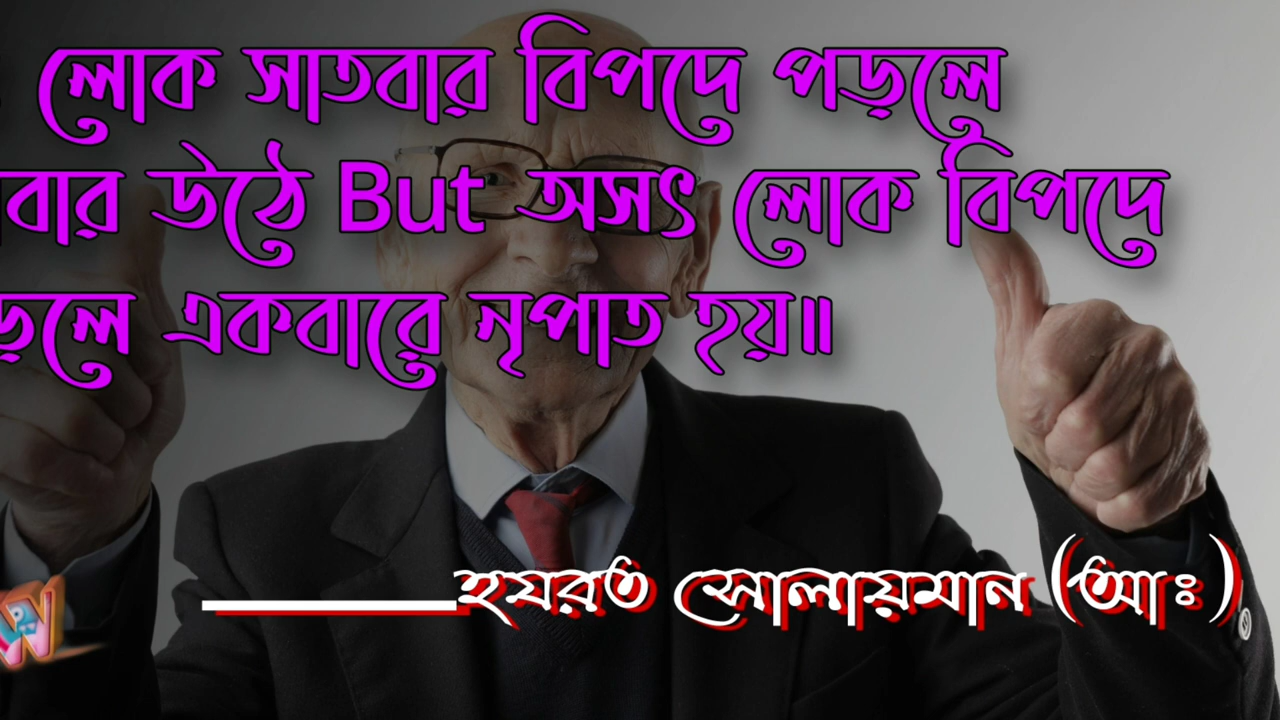 লোক সাতবার বিপদে পড়লে
বার উঠে But অসৎ লোক বিপদে
ড়লে একবারে নৃপাত হয়॥
হযরত সোলায়মান (আঃ)